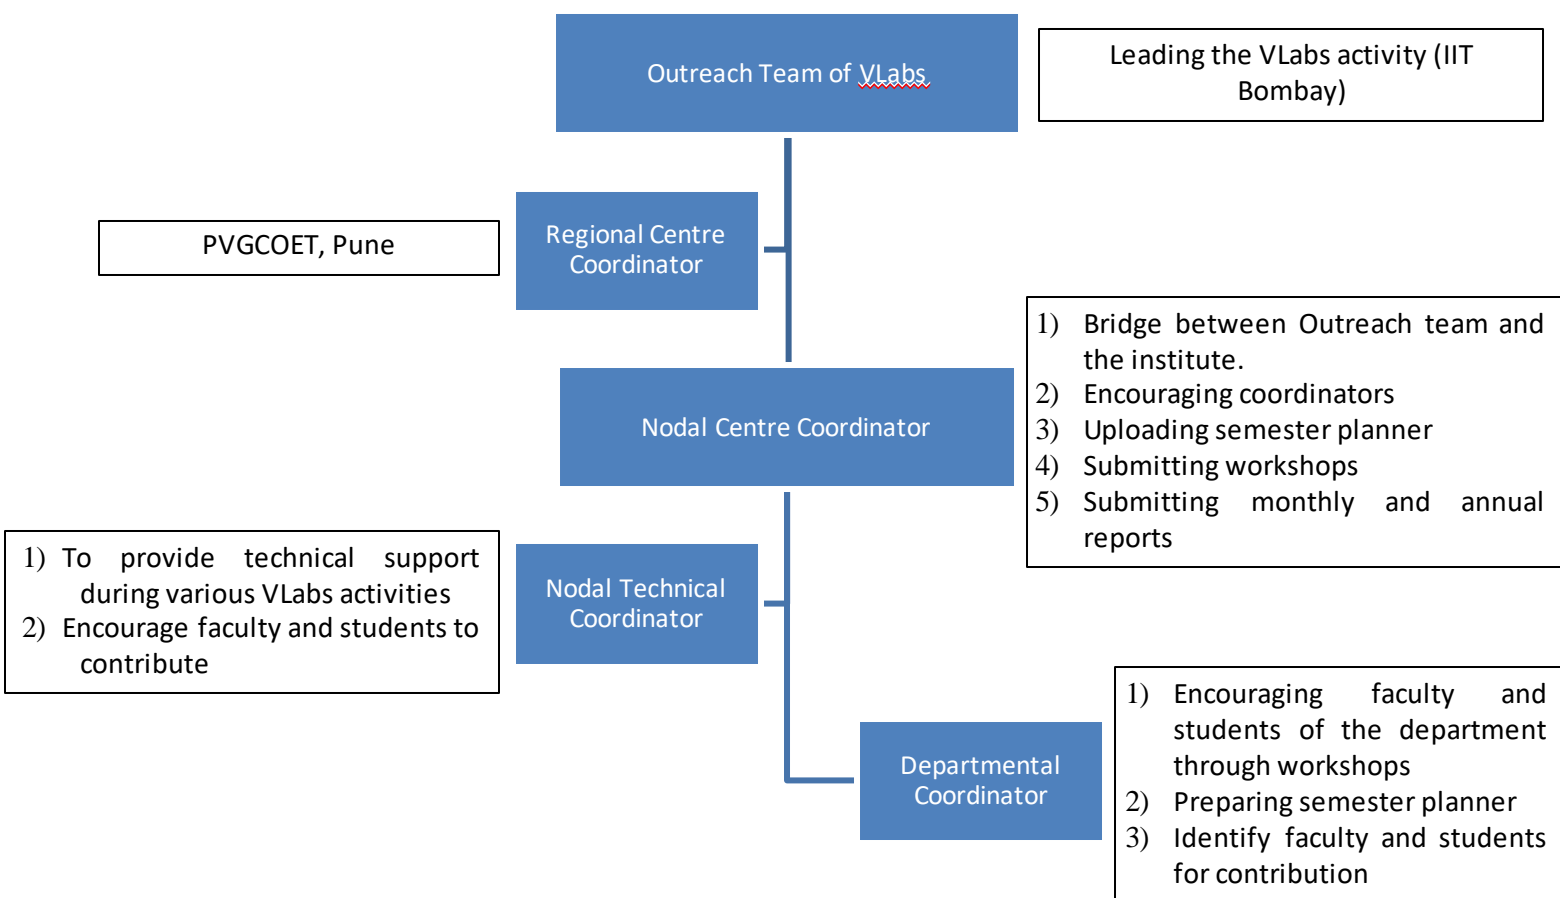 Outreach Team of VLabs
Leading the VLabs activity (IIT
Bombay)
PVGCOET, Pune
Regional Centre
Coordinator
1) Bridge between Outreach team and
the institute.
2) Encouraging coordinators
3) Uploading semester planner
4) Submitting workshops
5) Submitting monthly and annual
reports
Nodal Centre Coordinator
1) To provide technical support
during various VLabs activities
2) Encourage faculty and students to
contribute
Nodal Technical
Coordinator
1) Encouraging faculty and
students of the department
through workshops
2) Preparing semester planner
3) Identify faculty and students
for contribution
Departmental
Coordinator